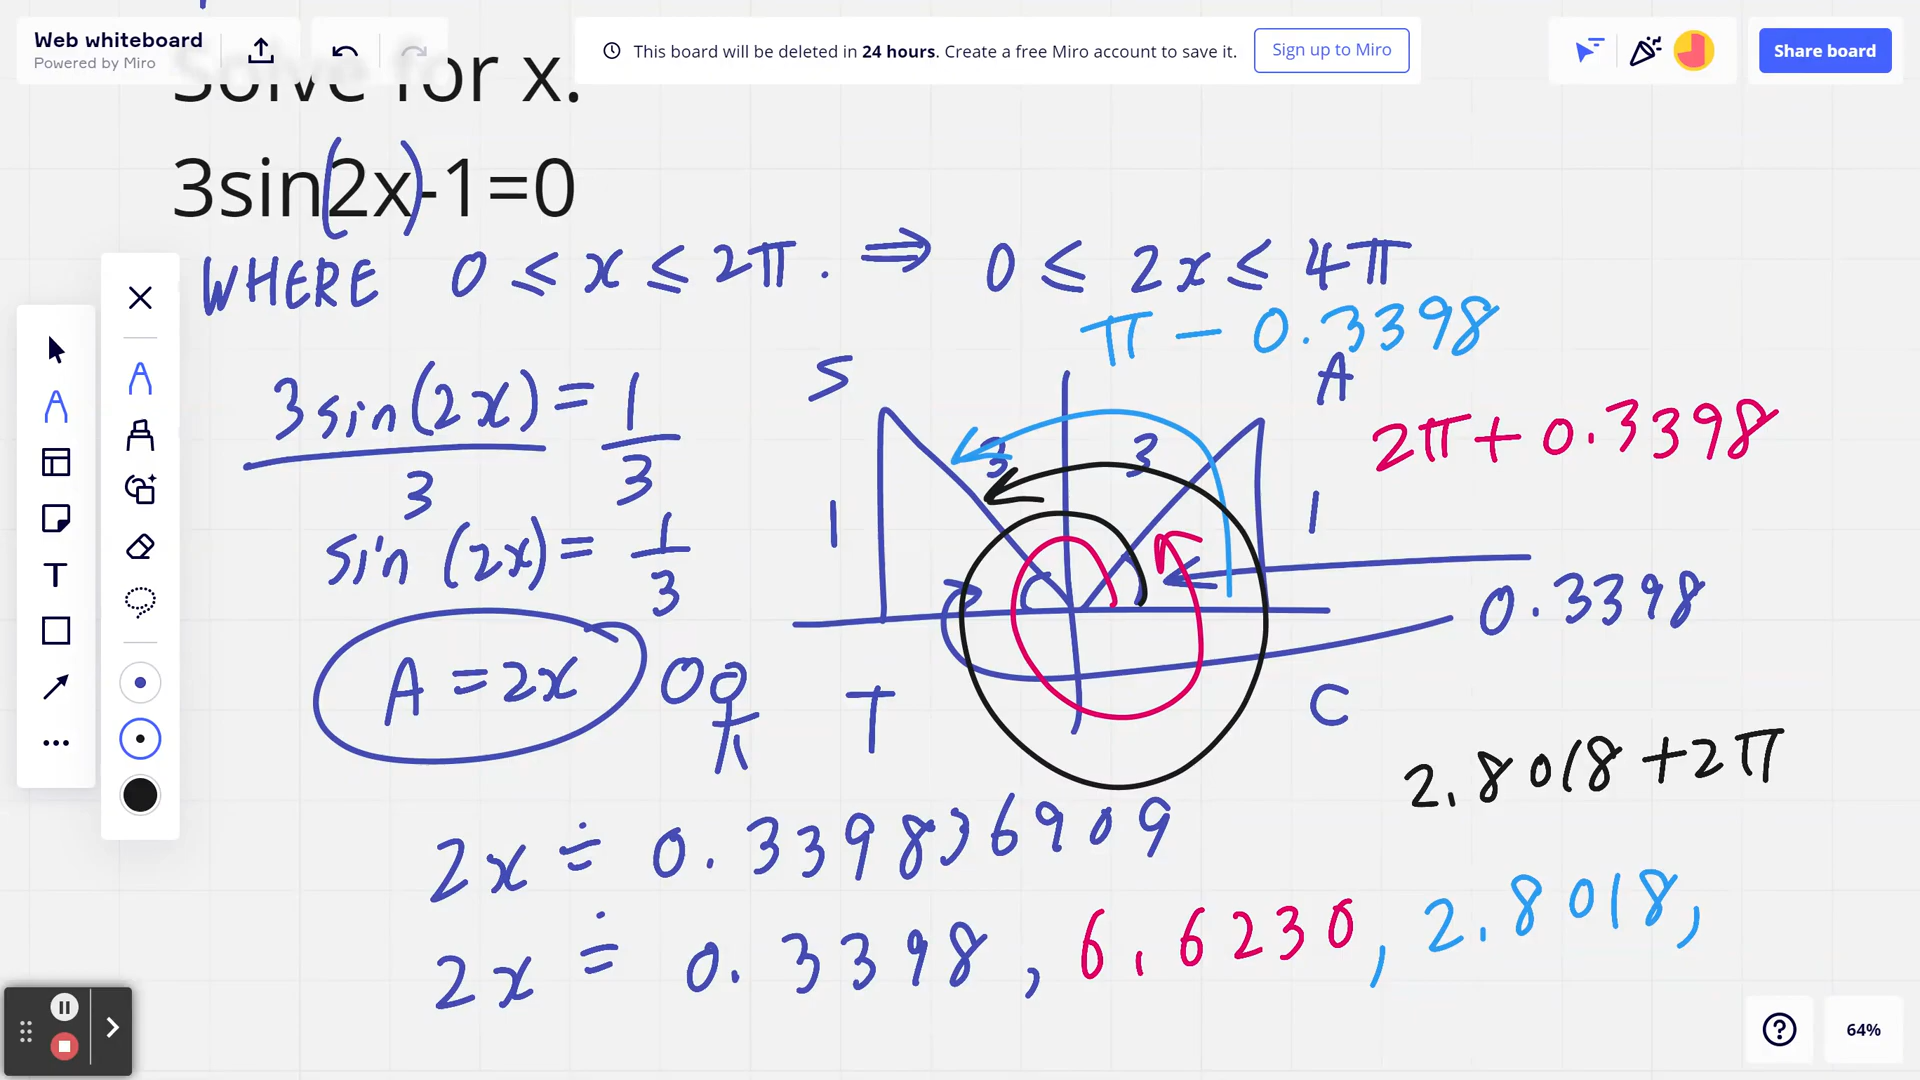 Web whiteboard
Powered by Miro
This board will be deleted in 24 hours. Create a free Miro account to save it.
Sign up to Miro
Share board
Solve for x.
3sin(2x)-1=0
WHERE 0 ≤ x ≤ 2π. ⇒ 0 ≤ 2x ≤ 4π
π − 0.3398
S
A
3sin(2x) = 1
3 3
2π + 0.3398
3 3
1 1
sin(2x) = 1/3
0.3398
A = 2x
T
C
2.8018 + 2π
2x ≑ 0.339836909
2x ≑ 0.3398, 6.6230, 2.8018,
T
64%